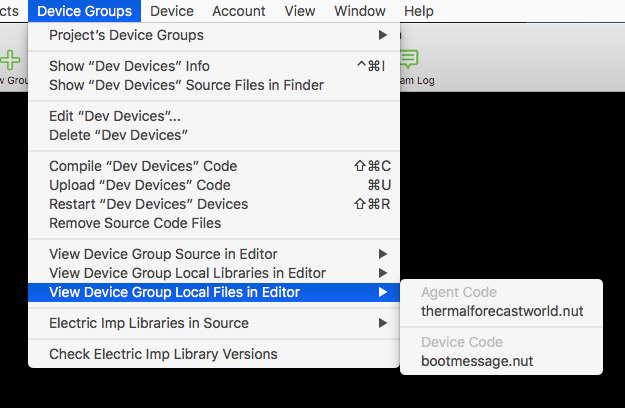 cts Device Groups Device Account View Window Help
Project's Device Groups
w Grou
am Log
Show “Dev Devices” Info ^⌘I
Show “Dev Devices” Source Files in Finder
Edit “Dev Devices”...
Delete “Dev Devices”
Compile “Dev Devices” Code ⇧⌘C
Upload “Dev Devices” Code ⌘U
Restart “Dev Devices” Devices ⇧⌘R
Remove Source Code Files
View Device Group Source in Editor
View Device Group Local Libraries in Editor
View Device Group Local Files in Editor
Electric Imp Libraries in Source
Check Electric Imp Library Versions
Agent Code
thermalforecastworld.nut
Device Code
bootmessage.nut